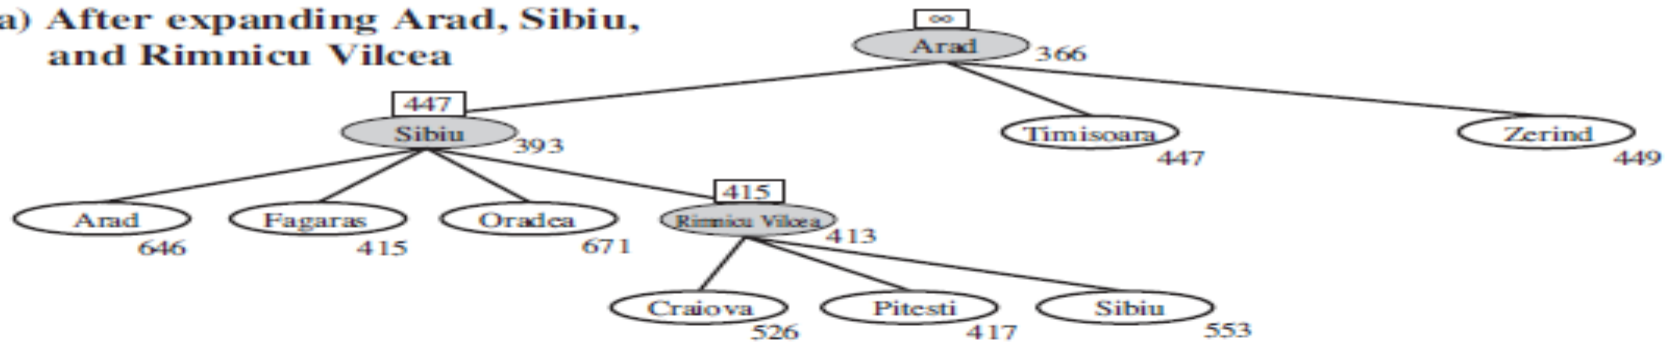 a) After expanding Arad, Sibiu,
and Rimnicu Vilcea
∞
Arad 366
447
Sibiu 393
Timisoara 447
Zerind 449
Arad 646
Fagaras 415
Oradea 671
415
Rimnicu Vilcea 413
Craiova 526
Pitesti 417
Sibiu 553